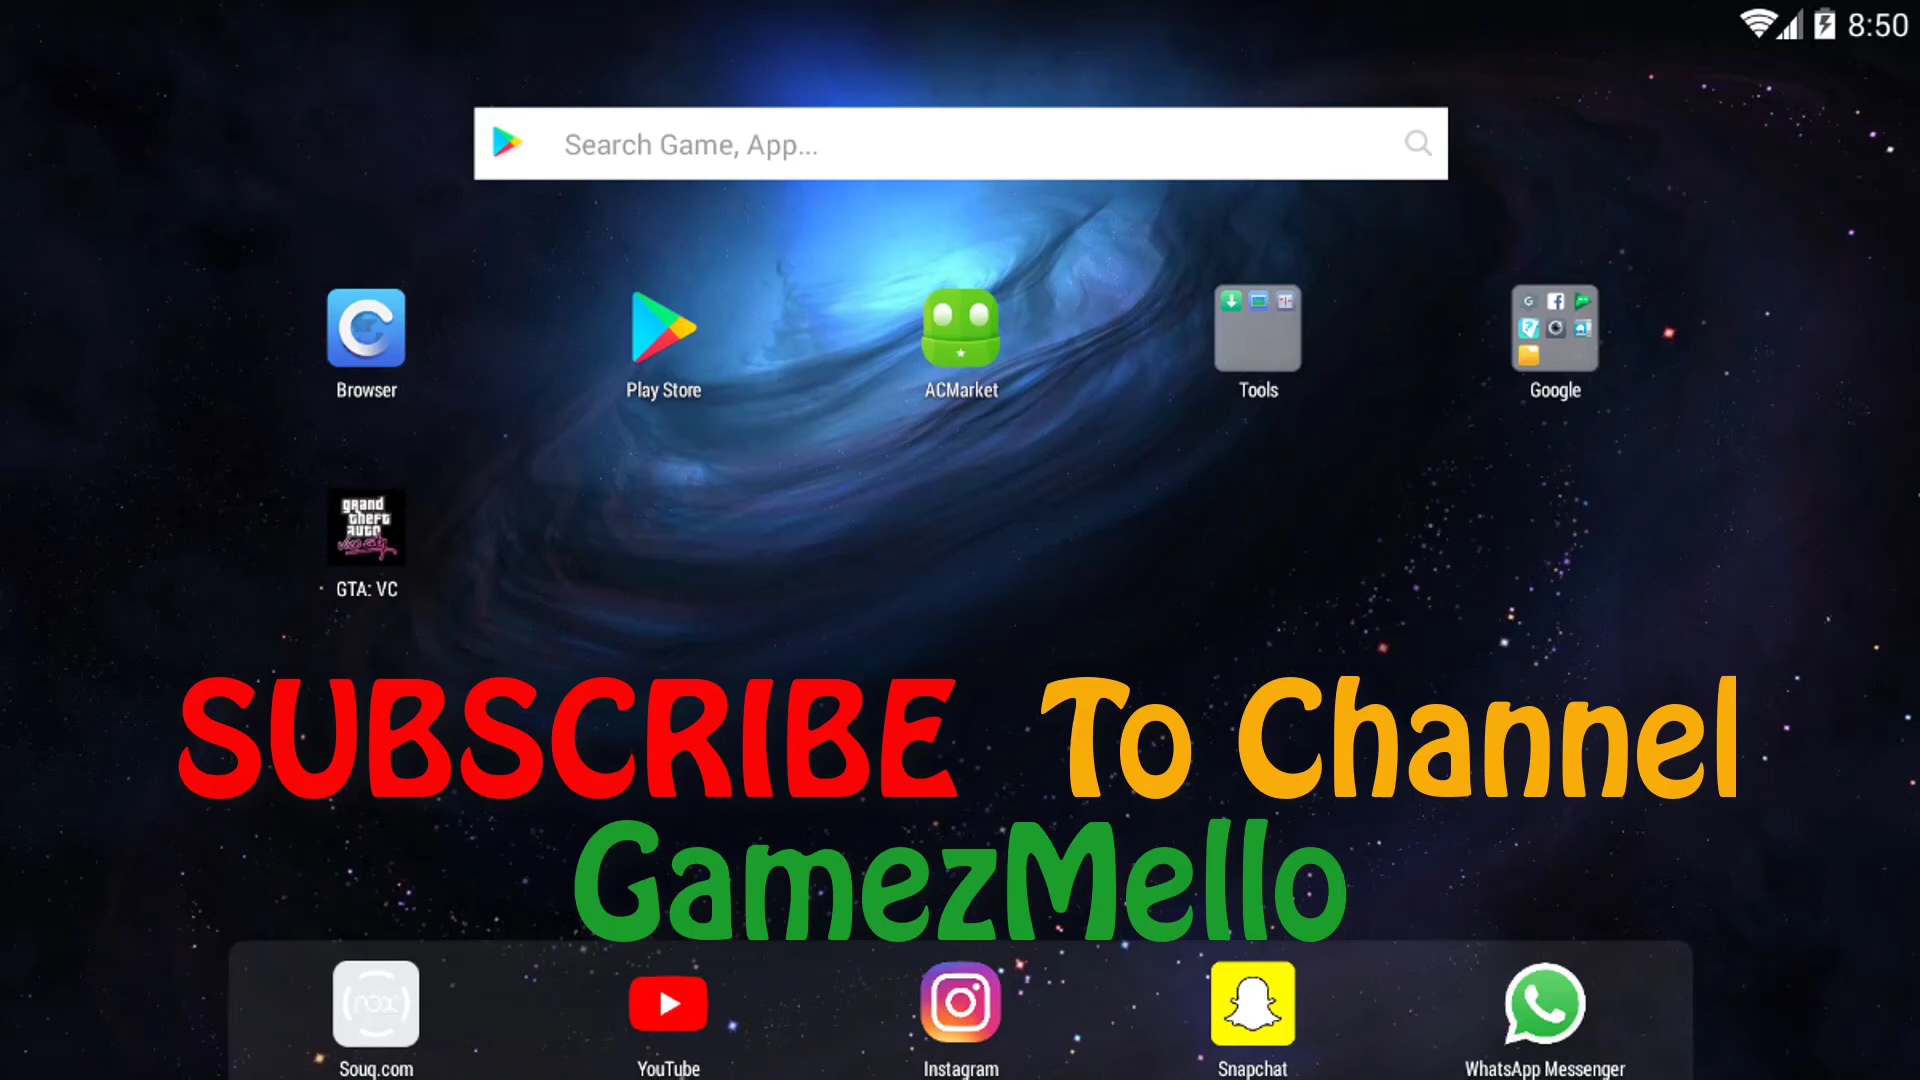 8:50
Search Game, App...
Browser
Play Store
ACMarket
Tools
Google
grand
theft
auto
vice city
GTA: VC
SUBSCRIBE To Channel
GamezMello
nox
Souq.com
YouTube
Instagram
Snapchat
WhatsApp Messenger